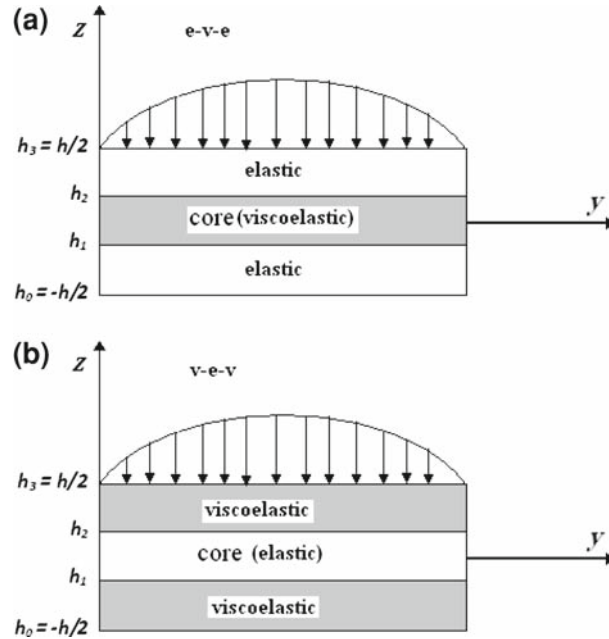 (a)
z
e-v-e
h₃ = h/2
elastic
h₂
core (viscoelastic)
y
h₁
elastic
h₀ = -h/2
(b)
z
v-e-v
h₃ = h/2
viscoelastic
h₂
core (elastic)
y
h₁
viscoelastic
h₀ = -h/2